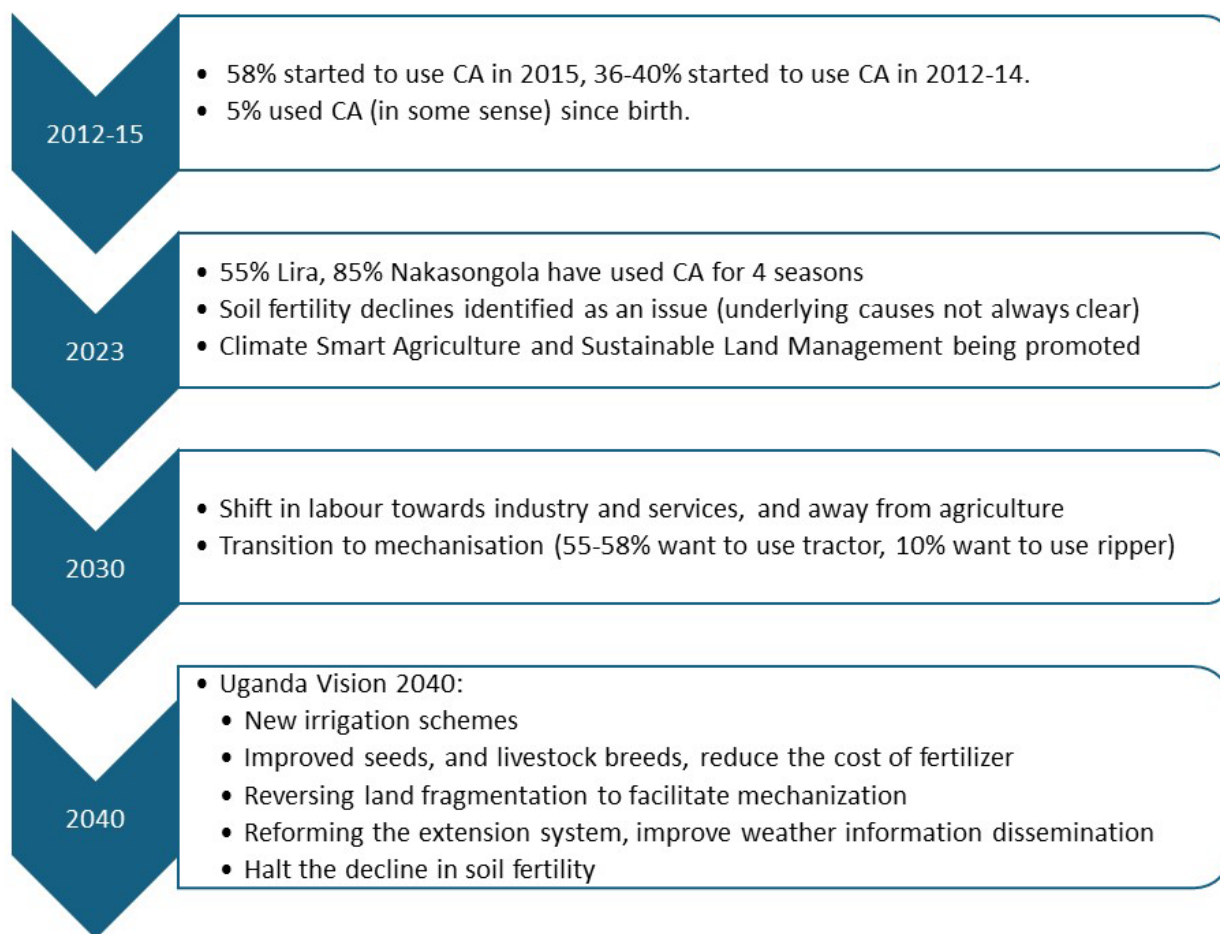 2012-15
• 58% started to use CA in 2015, 36-40% started to use CA in 2012-14.
• 5% used CA (in some sense) since birth.
2023
• 55% Lira, 85% Nakasongola have used CA for 4 seasons
• Soil fertility declines identified as an issue (underlying causes not always clear)
• Climate Smart Agriculture and Sustainable Land Management being promoted
2030
• Shift in labour towards industry and services, and away from agriculture
• Transition to mechanisation (55-58% want to use tractor, 10% want to use ripper)
2040
• Uganda Vision 2040:
• New irrigation schemes
• Improved seeds, and livestock breeds, reduce the cost of fertilizer
• Reversing land fragmentation to facilitate mechanization
• Reforming the extension system, improve weather information dissemination
• Halt the decline in soil fertility